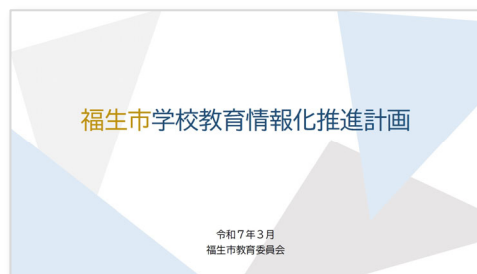 福生市学校教育情報化推進計画
令和７年３月
福生市教育委員会